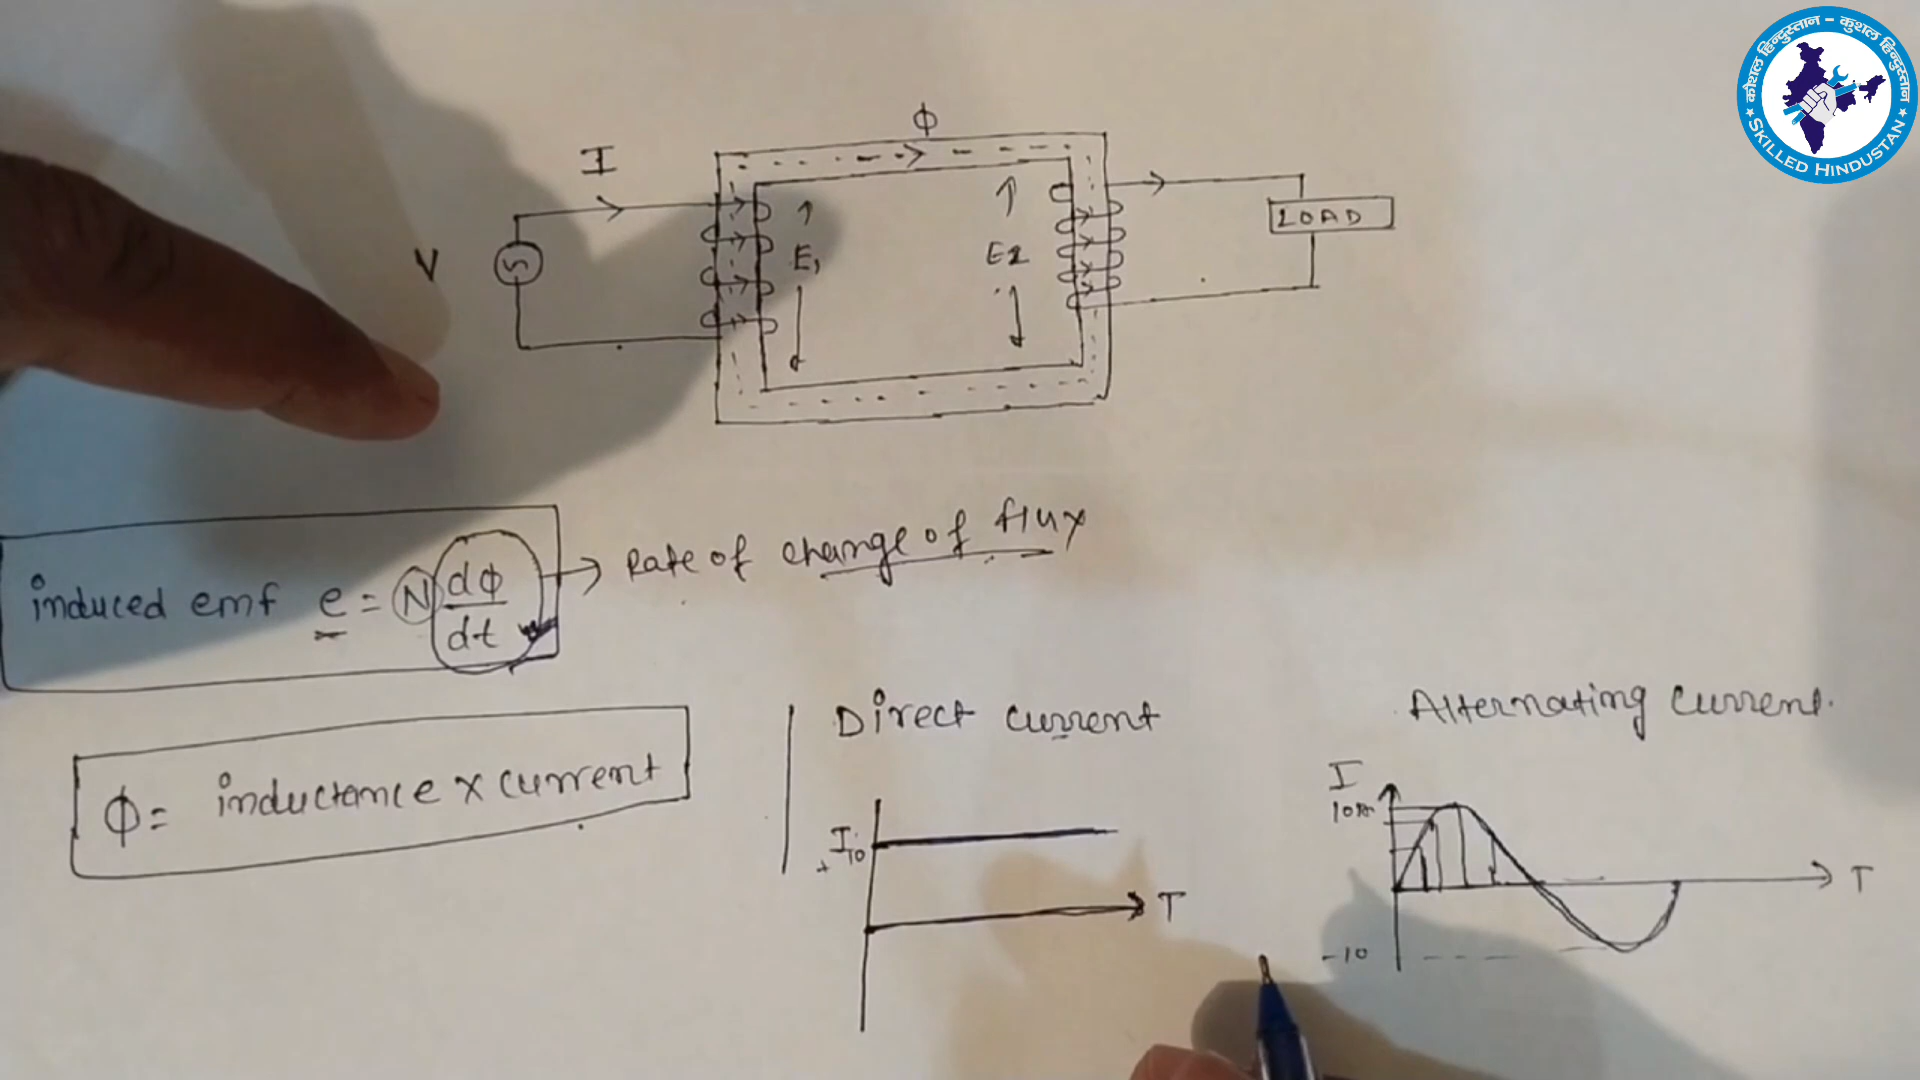 कौशल हिन्दुस्तान – कुशल हिन्दुस्तान
SKILLED HINDUSTAN
ϕ
I
V
E1
E2
LOAD
induced emf e = N dϕ/dt → Rate of change of flux
ϕ = inductance x current
Direct current
I
+10
T
Alternating current.
I
10A
T
-10